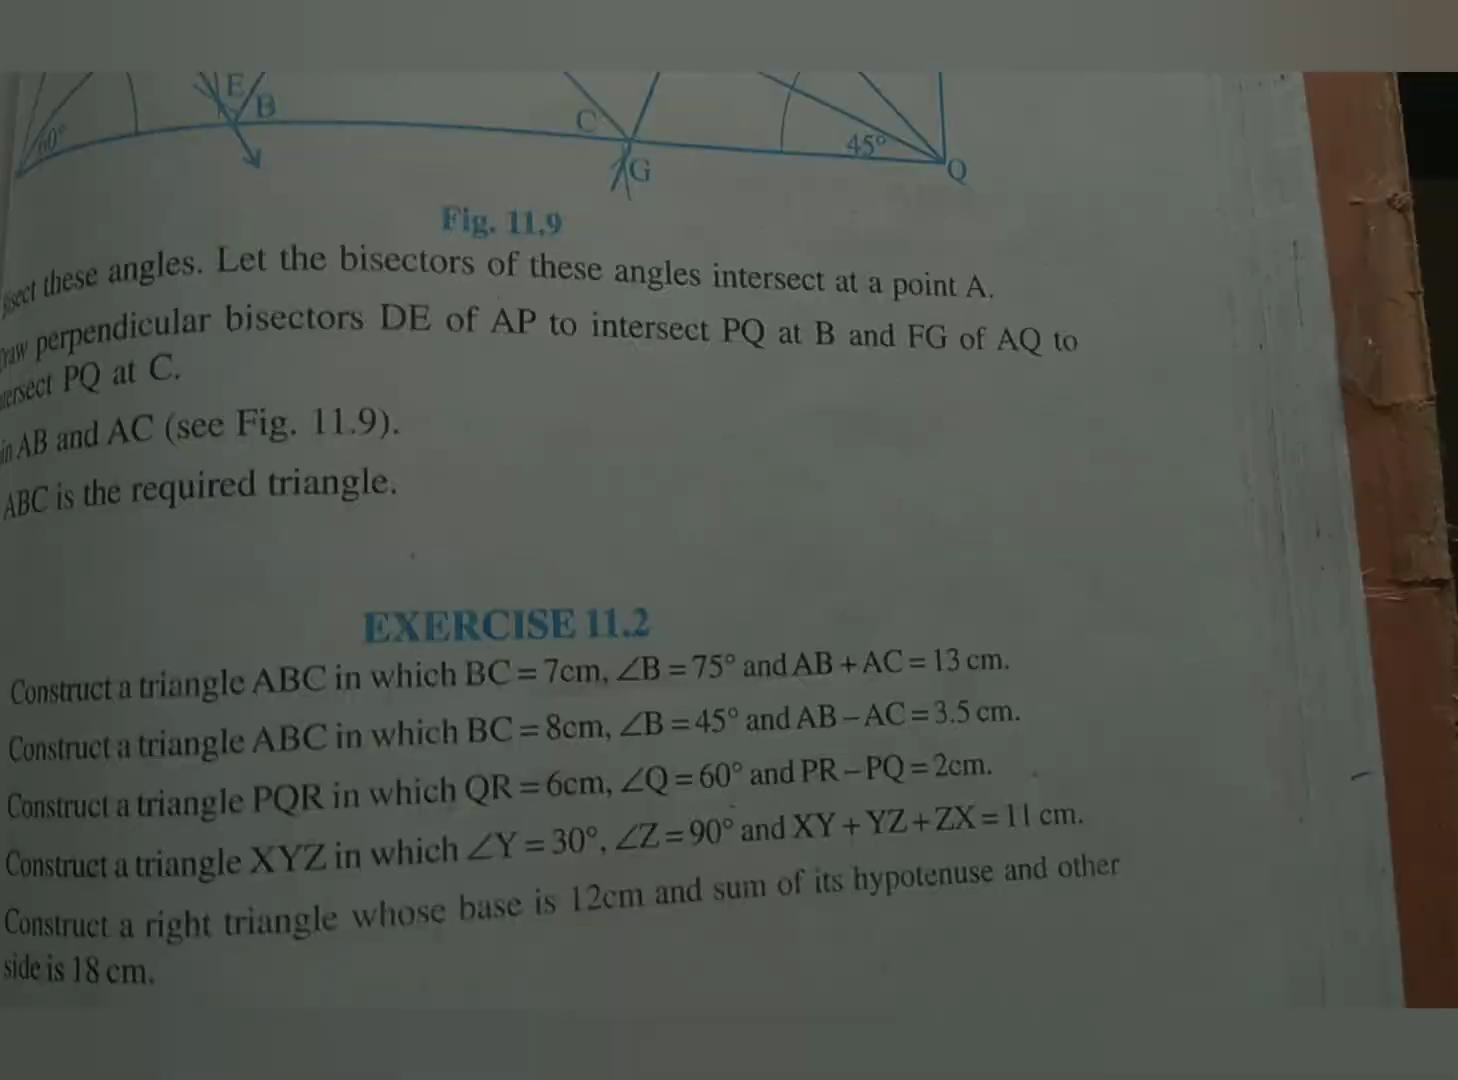 E
B
60°
C
G
45°
Q
Fig. 11.9
these angles. Let the bisectors of these angles intersect at a point A.
perpendicular bisectors DE of AP to intersect PQ at B and FG of AQ to
PQ at C.
AB and AC (see Fig. 11.9).
ABC is the required triangle.
EXERCISE 11.2
Construct a triangle ABC in which BC = 7cm, ∠B = 75° and AB + AC = 13 cm.
Construct a triangle ABC in which BC = 8cm, ∠B = 45° and AB – AC = 3.5 cm.
Construct a triangle PQR in which QR = 6cm, ∠Q = 60° and PR – PQ = 2cm.
Construct a triangle XYZ in which ∠Y = 30°, ∠Z = 90° and XY + YZ + ZX = 11 cm.
Construct a right triangle whose base is 12cm and sum of its hypotenuse and other
side is 18 cm.